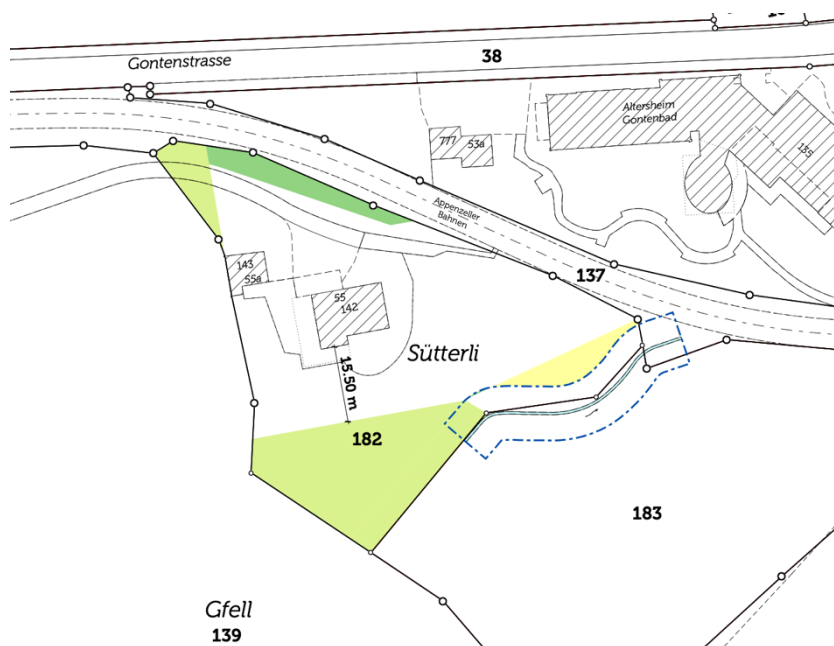 38
Gontenstrasse
Altersheim
Gontenbad
777
53a
135
Appenzeller
Bahnen
143
55a
137
55
142
Sütterli
15.50 m
182
183
Gfell
139